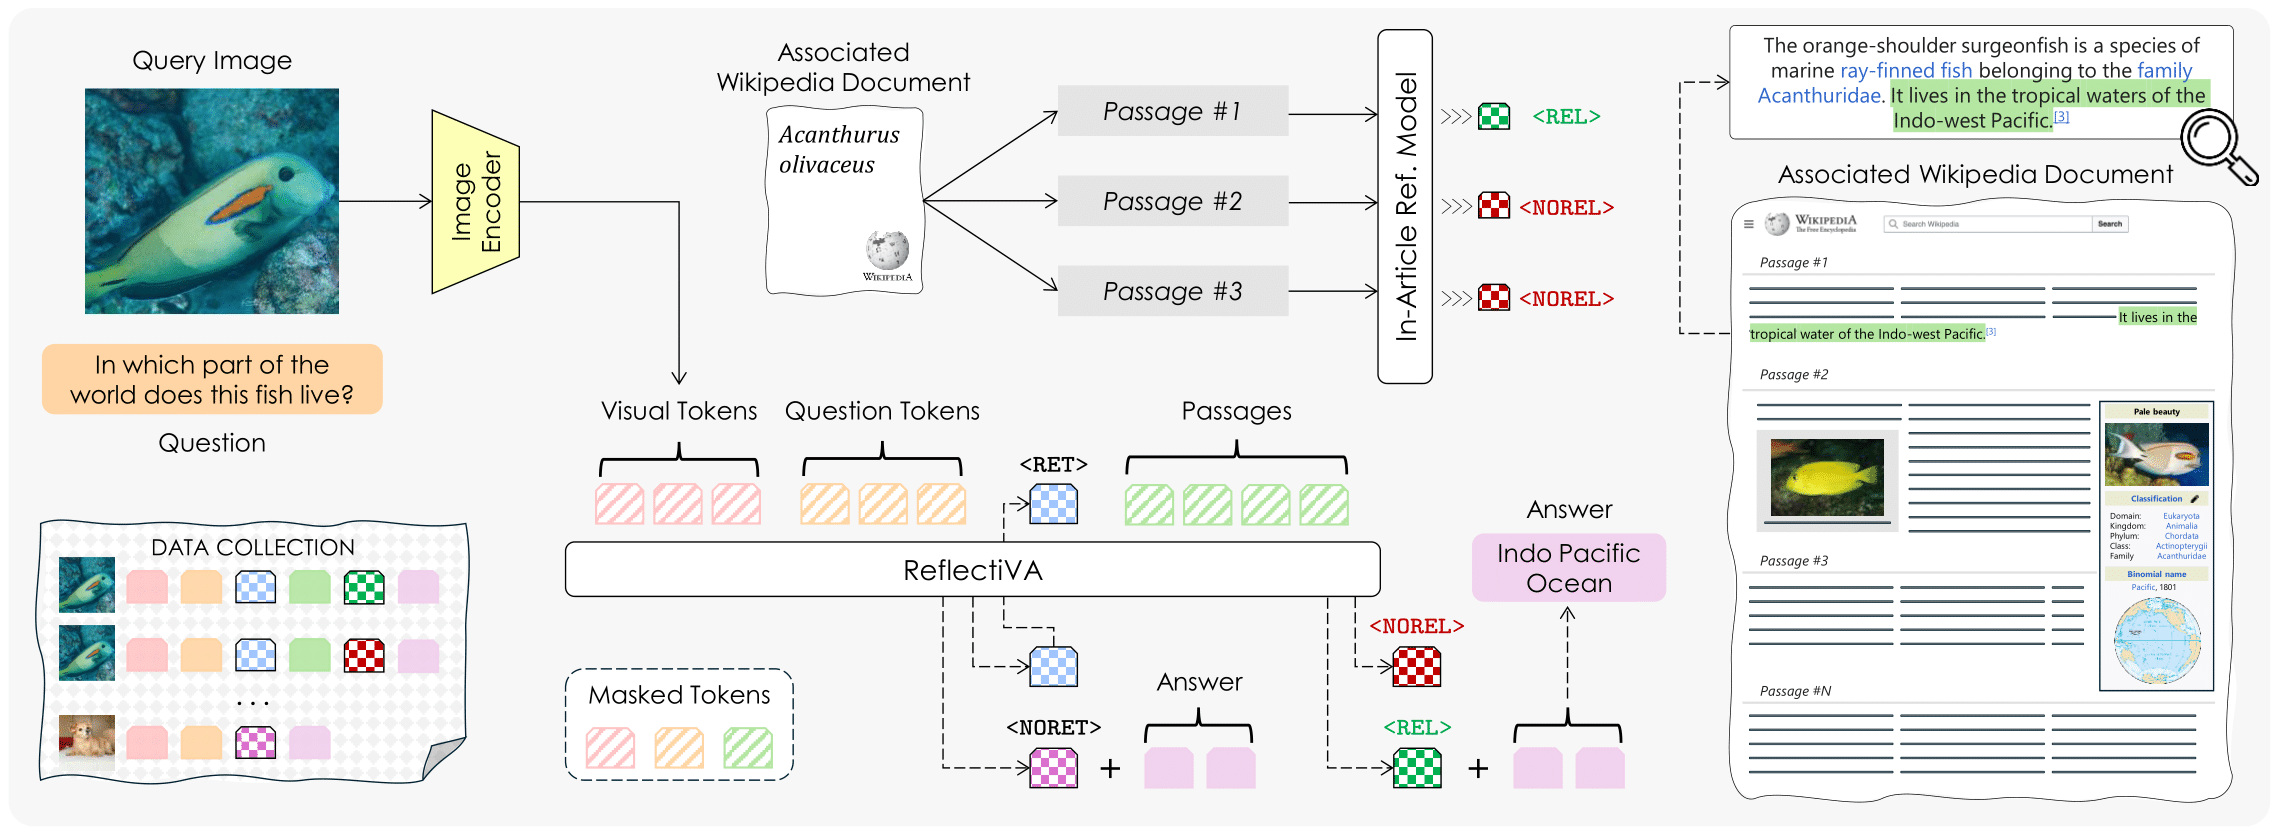 Query Image
In which part of the
world does this fish live?
Question
DATA COLLECTION
...
Image
Encoder
Associated
Wikipedia Document
Acanthurus
olivaceus
WIKIPEDIA
Passage #1
Passage #2
Passage #3
In-Article Ref. Model
>>> <REL>
>>> <NOREL>
>>> <NOREL>
Visual Tokens
Question Tokens
<RET>
Passages
ReflectiVA
Masked Tokens
<NORET>
+
Answer
<NOREL>
<REL>
+
Answer
Indo Pacific
Ocean
The orange-shoulder surgeonfish is a species of
marine ray-finned fish belonging to the family
Acanthuridae. It lives in the tropical waters of the
Indo-west Pacific.[3]
Associated Wikipedia Document
WIKIPEDIA
The Free Encyclopedia
Search Wikipedia
Search
Passage #1
It lives in the
tropical water of the Indo-west Pacific.[3]
Passage #2
Pale beauty
Classification
Domain: Eukaryota
Kingdom: Animalia
Phylum: Chordata
Class: Actinopterygii
Family Acanthuridae
Binomial name
Pacific, 1801
Passage #3
Passage #N